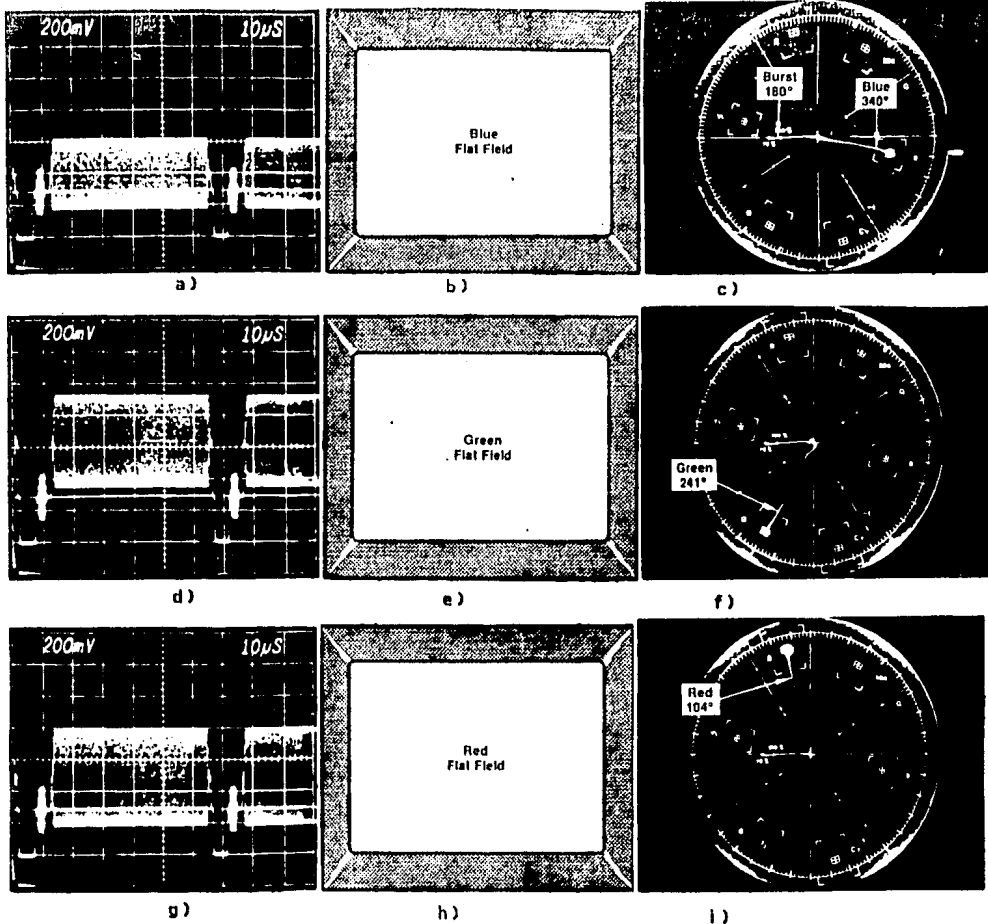 200mV 10µS
Blue
Flat Field
Burst
180°
Blue
340°
a)
b)
c)
200mV 10µS
Green
Flat Field
Green
241°
d)
e)
f)
200mV 10µS
Red
Flat Field
Red
104°
g)
h)
i)